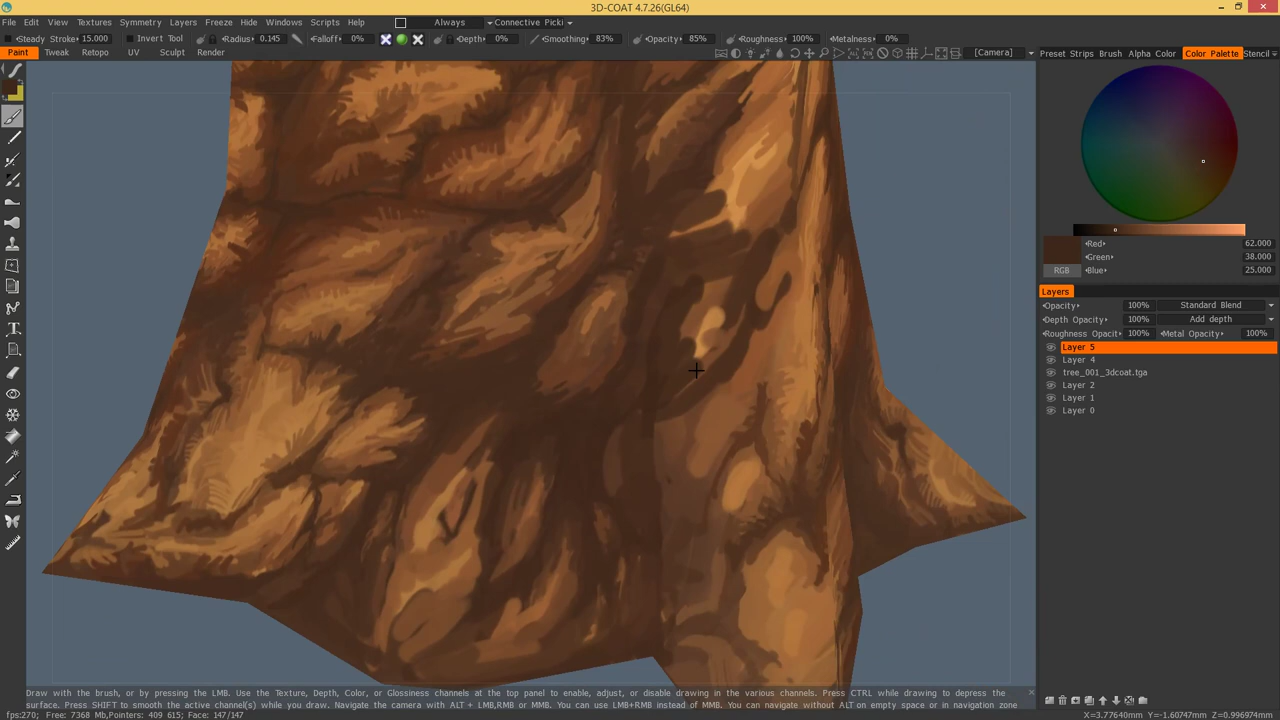 3D-COAT 4.7.26(GL64)
File Edit View Textures Symmetry Layers Freeze Hide Windows Scripts Help Always Connective Picki
Steady Stroke 15.000 Invert Tool Radius 0.145 Falloff 0% Depth 0% Smoothing 83% Opacity 85% Roughness 100% Metalness 0%
Paint Tweak Retopo UV Sculpt Render [Camera] Preset Strips Brush Alpha Color Color Palette Stencil
Red 62.000
Green 38.000
RGB Blue 25.000
Layers
Opacity 100% Standard Blend
Depth Opacity 100% Add depth
Roughness Opacit 100% Metal Opacity 100%
Layer 5
Layer 4
tree_001_3dcoat.tga
Layer 2
Layer 1
Layer 0
Draw with the brush, or by pressing the LMB. Use the Texture, Depth, Color, or Glossiness channels at the top panel to enable, adjust, or disable drawing in the various channels. Press CTRL while drawing to depress the
surface. Press SHIFT to smooth the active channel(s) while you draw. Navigate the camera with ALT + LMB,RMB or MMB. You can use LMB+RMB instead of MMB. You can navigate without ALT on empty space or in navigation zone
fps:270; Free: 7368 Mb,Pointers: 409 615; Face: 147/147 X=3.77640mm Y=-1.60747mm Z=0.996974mm